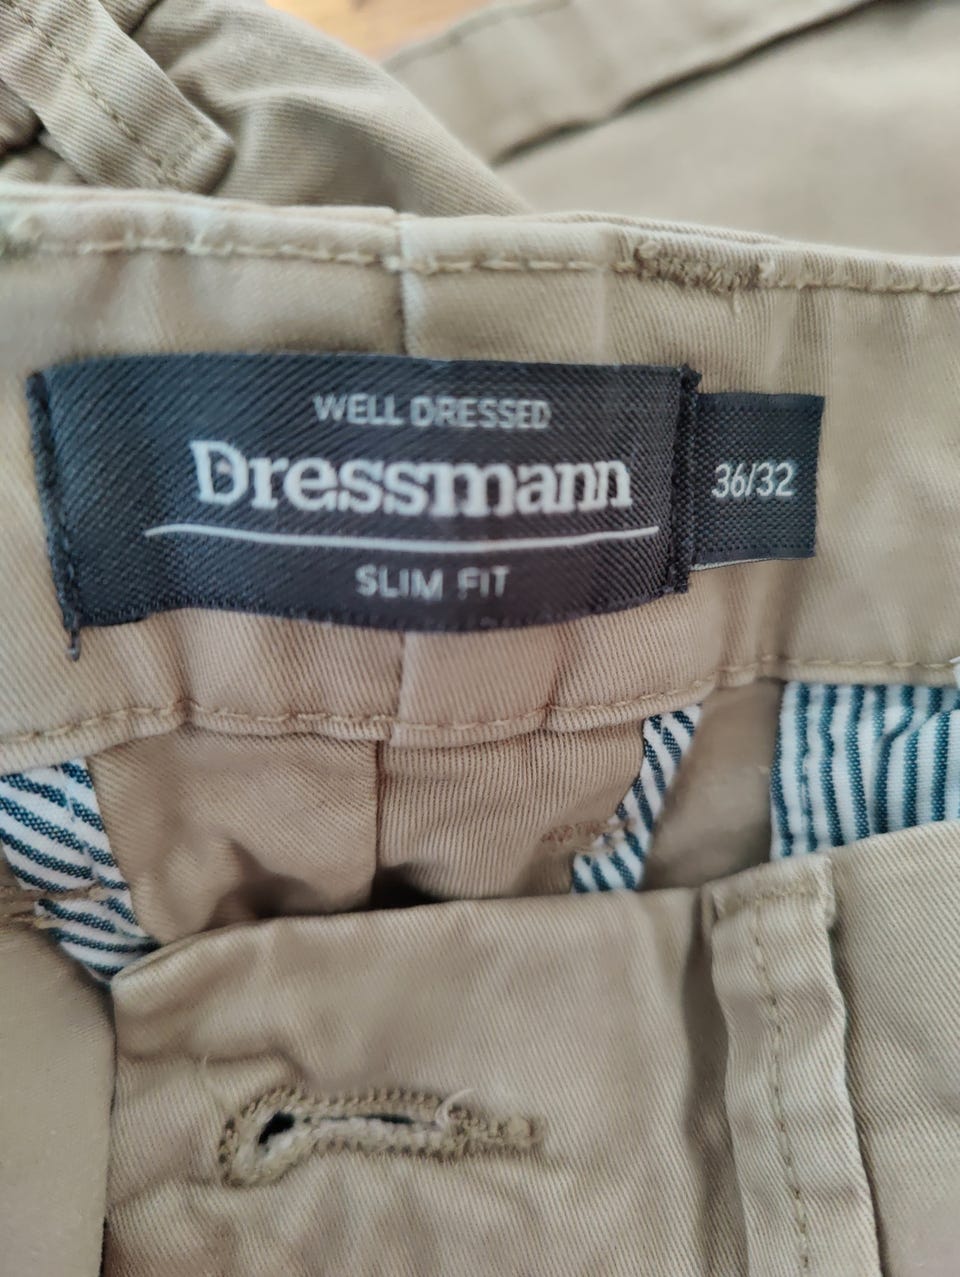 WELL DRESSED
Dressmann
SLIM FIT
36/32